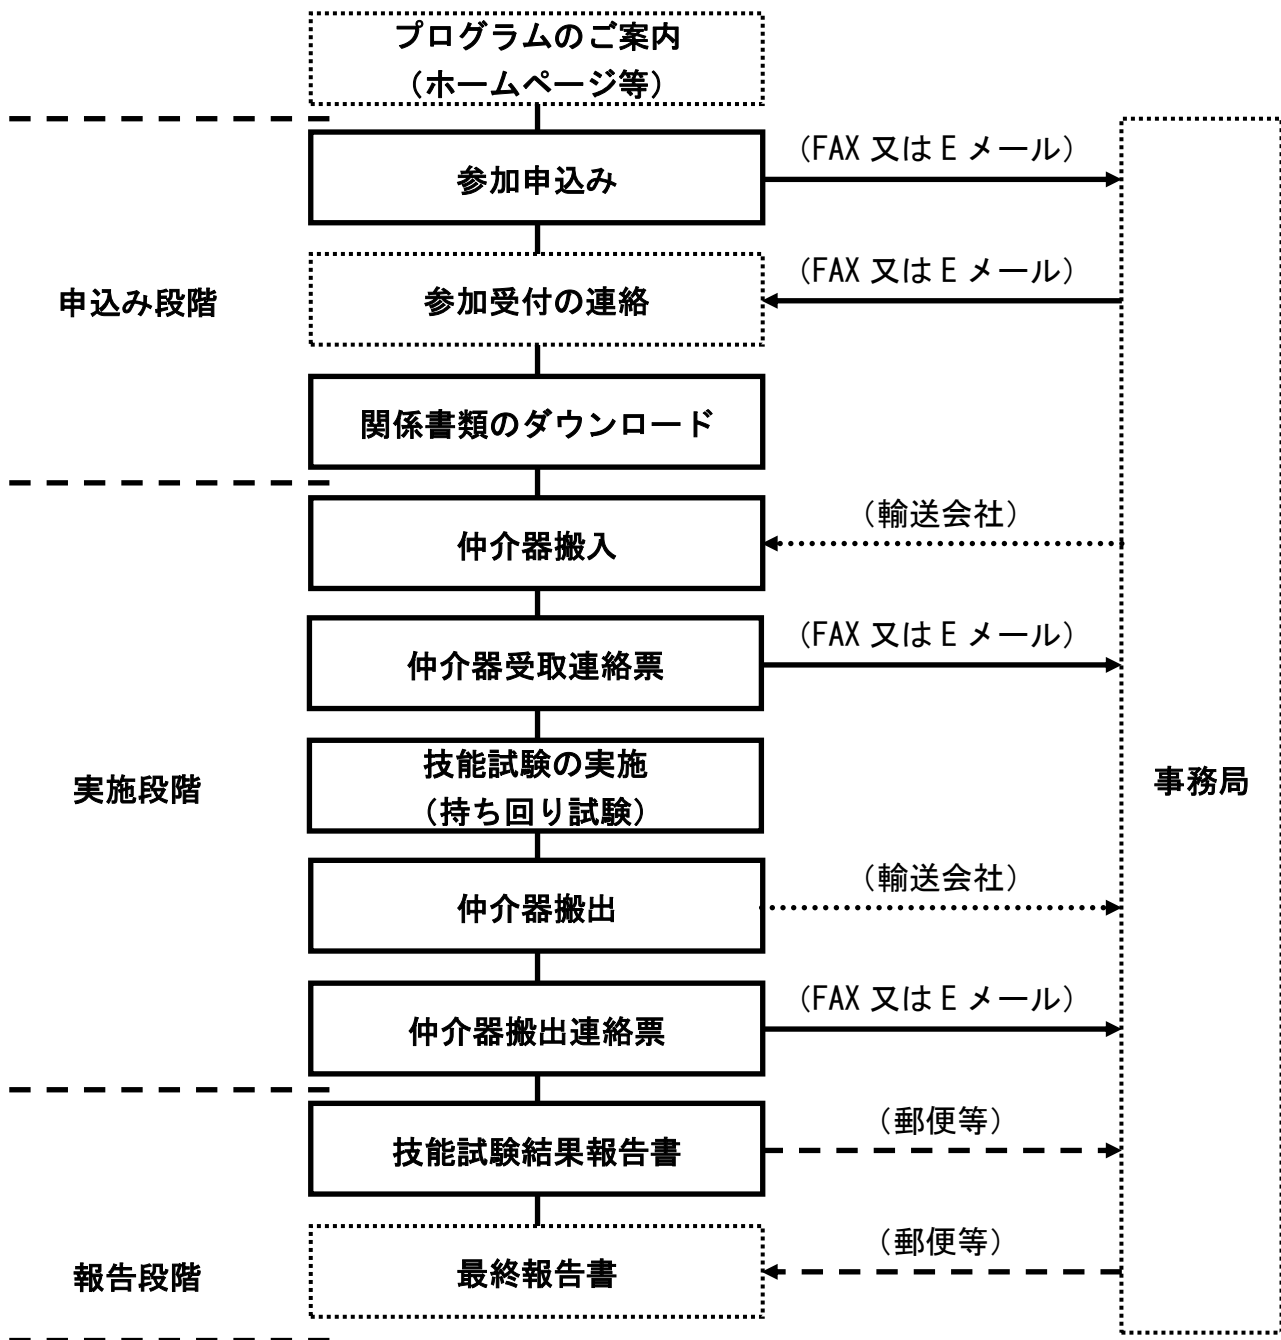 プログラムのご案内
（ホームページ等）
参加申込み
（FAX 又は E メール）
申込み段階
参加受付の連絡
（FAX 又は E メール）
関係書類のダウンロード
仲介器搬入
（輸送会社）
仲介器受取連絡票
（FAX 又は E メール）
実施段階
技能試験の実施
（持ち回り試験）
事務局
仲介器搬出
（輸送会社）
仲介器搬出連絡票
（FAX 又は E メール）
技能試験結果報告書
（郵便等）
報告段階
最終報告書
（郵便等）